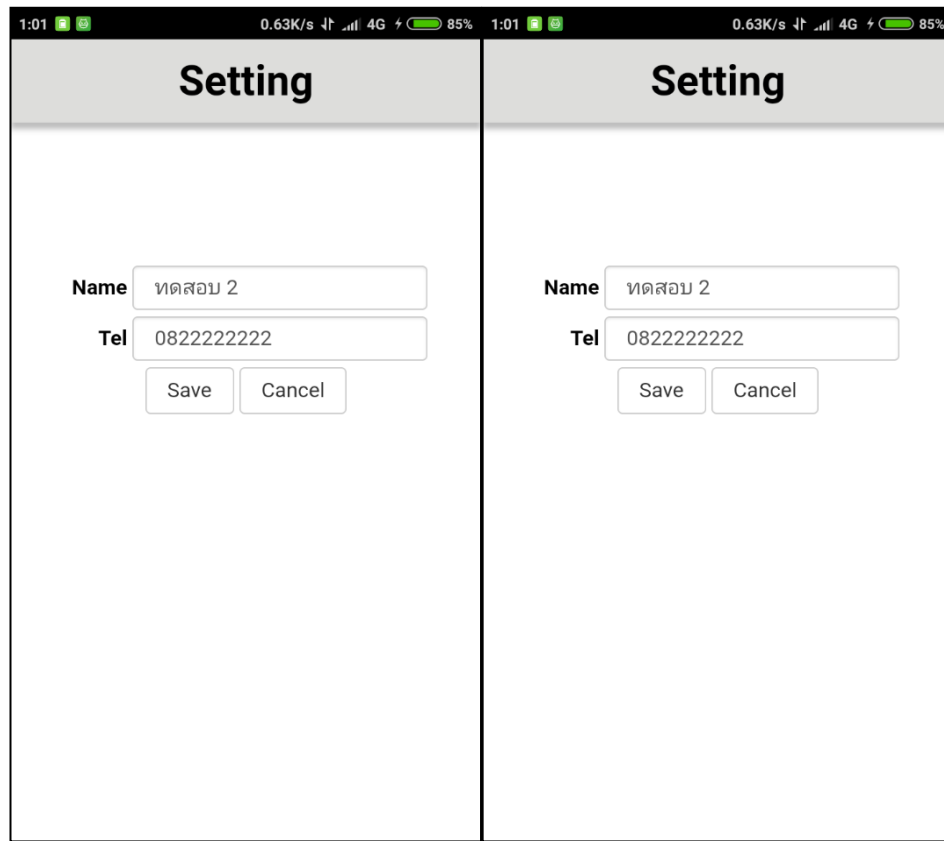 1:01 0.63K/s 4G 85%
Setting
Name ทดสอบ 2
Tel 0822222222
Save Cancel
1:01 0.63K/s 4G 85%
Setting
Name ทดสอบ 2
Tel 0822222222
Save Cancel